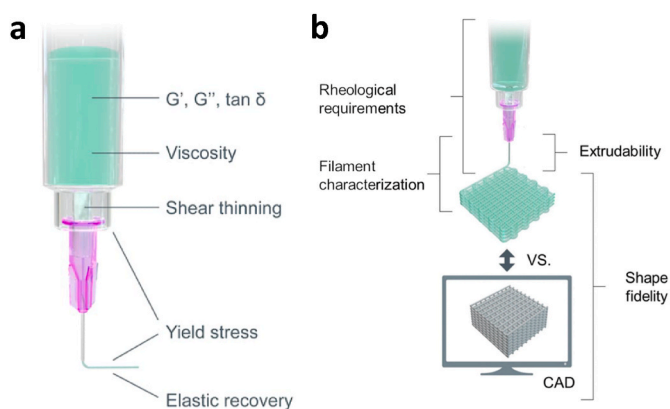 a
G’, G’’, tan δ
Viscosity
Shear thinning
Yield stress
Elastic recovery
b
Rheological
requirements
Filament
characterization
Extrudability
VS.
Shape
fidelity
CAD